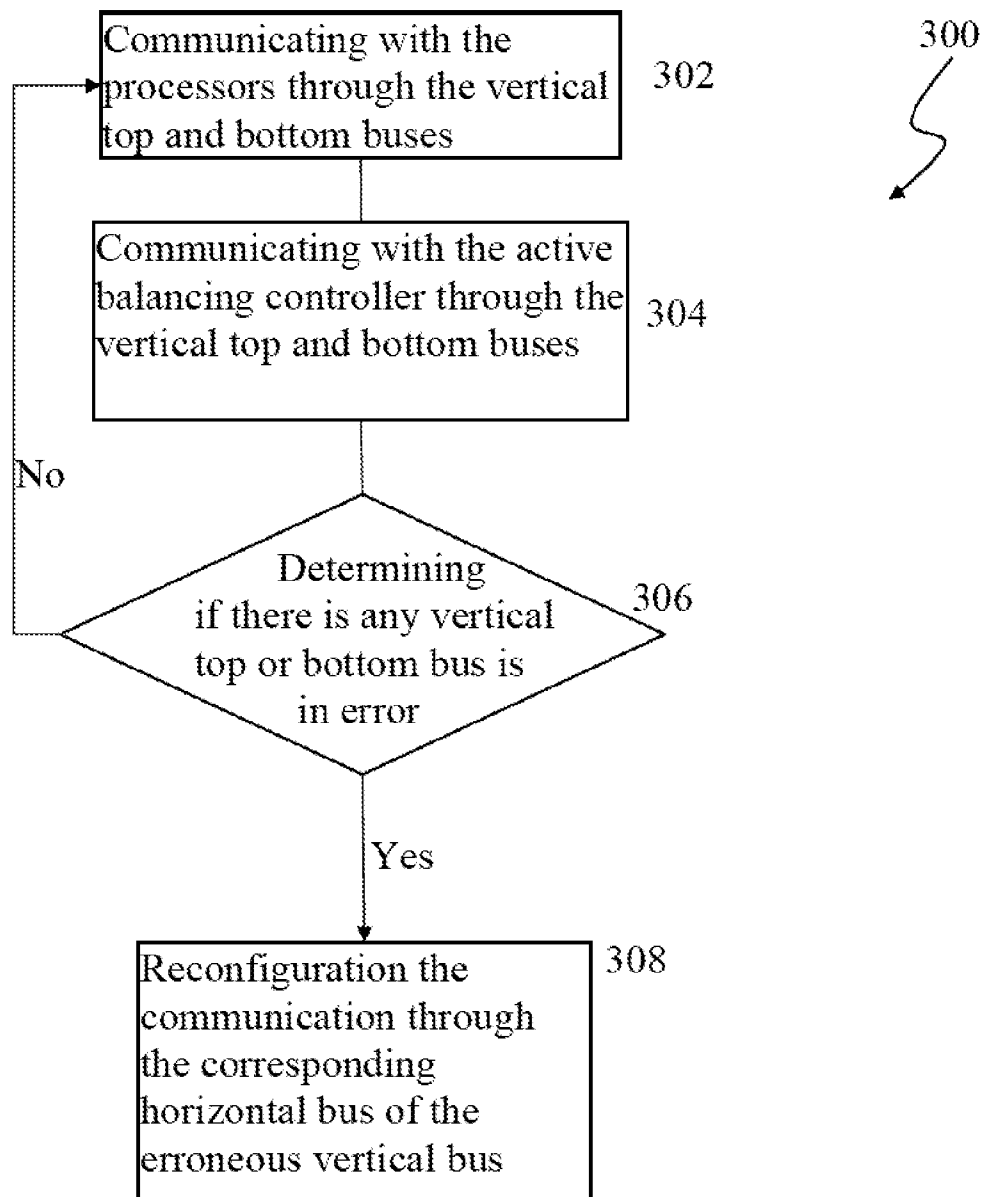 Communicating with the
processors through the vertical
top and bottom buses
302
300
Communicating with the active
balancing controller through the
vertical top and bottom buses
304
No
Determining
if there is any vertical
top or bottom bus is
in error
306
Yes
Reconfiguration the
communication through
the corresponding
horizontal bus of the
erroneous vertical bus
308